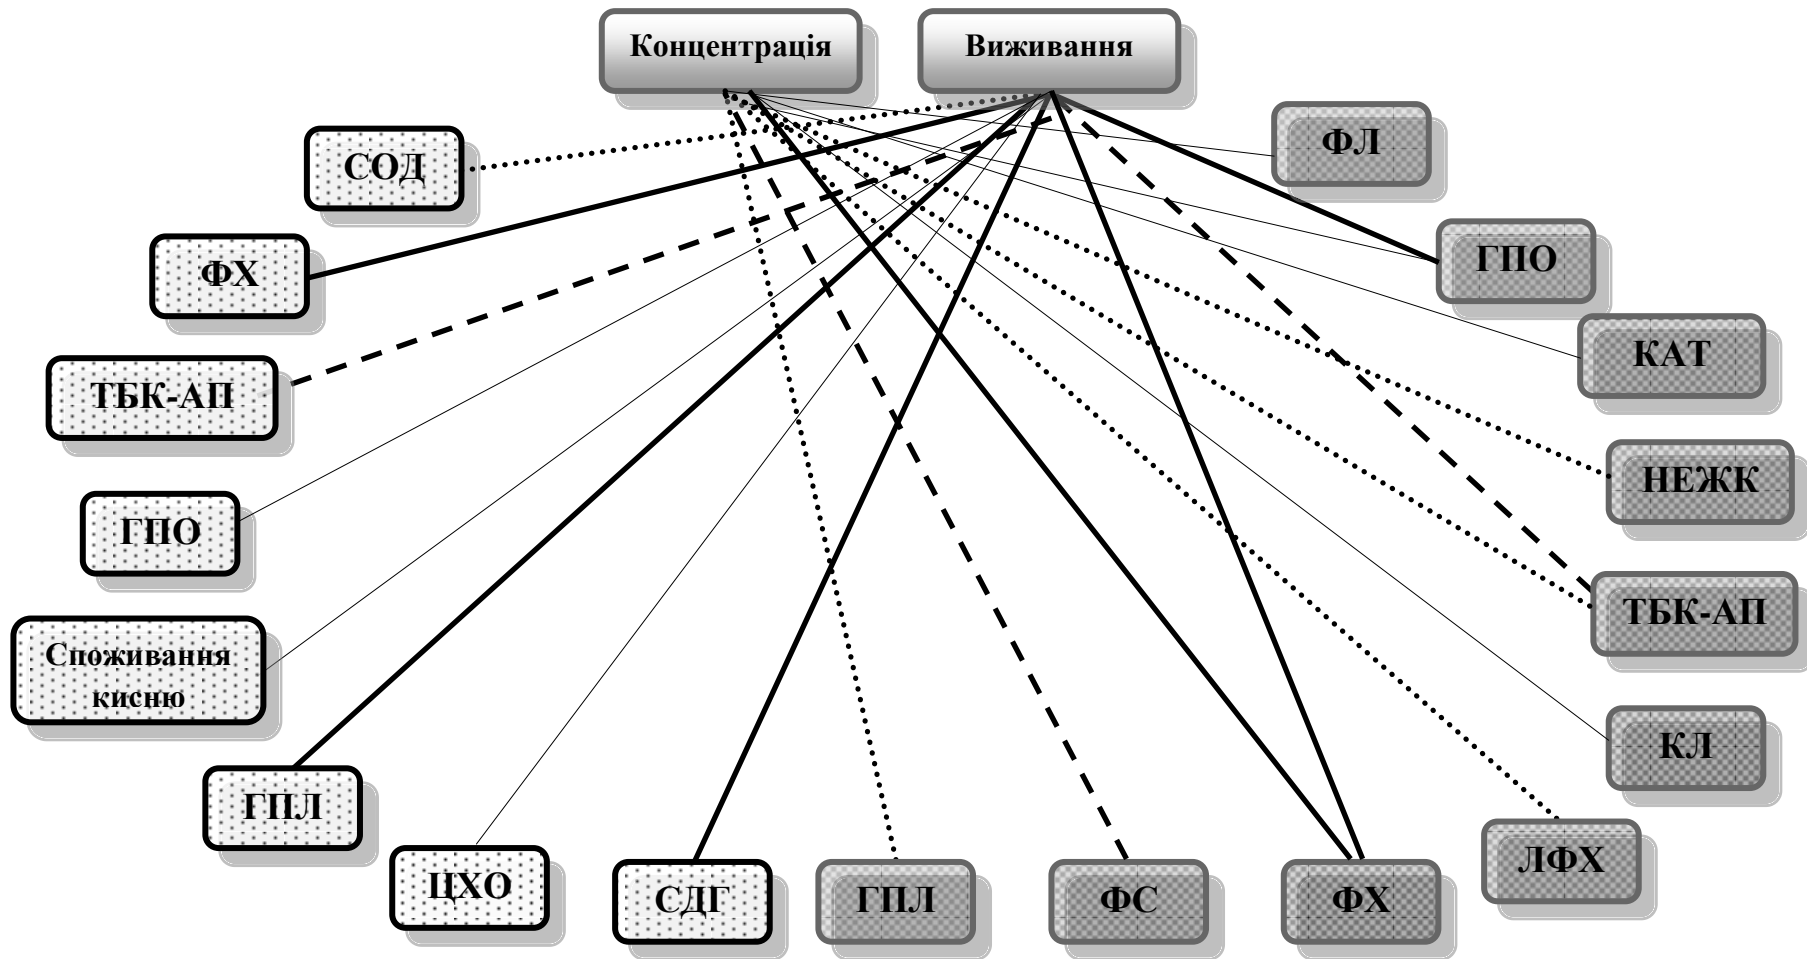 Концентрація
Виживання
СОД
ФЛ
ФХ
ГПО
КАТ
ТБК-АП
НЕЖК
ГПО
ТБК-АП
Споживання
кисню
КЛ
ГПЛ
ЛФХ
ЦХО
СДГ
ГПЛ
ФС
ФХ